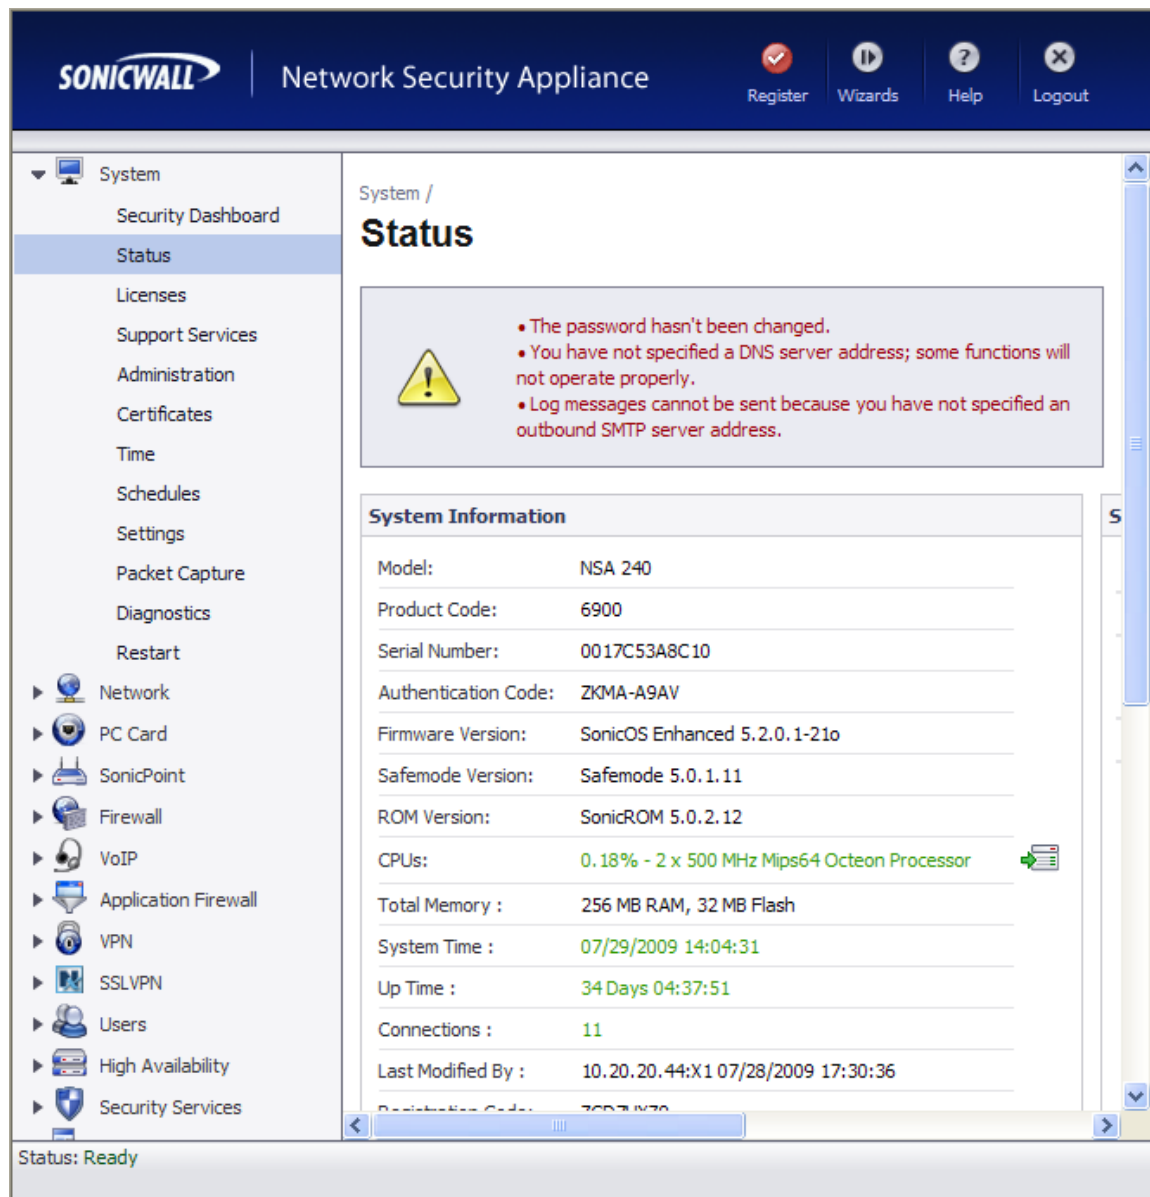 SONICWALL
Network Security Appliance
Register
Wizards
Help
Logout
System
Security Dashboard
Status
Licenses
Support Services
Administration
Certificates
Time
Schedules
Settings
Packet Capture
Diagnostics
Restart
Network
PC Card
SonicPoint
Firewall
VoIP
Application Firewall
VPN
SSLVPN
Users
High Availability
Security Services
System /
Status
• The password hasn't been changed.
• You have not specified a DNS server address; some functions will
not operate properly.
• Log messages cannot be sent because you have not specified an
outbound SMTP server address.
System Information
S
Model: NSA 240
Product Code: 6900
Serial Number: 0017C53A8C10
Authentication Code: ZKMA-A9AV
Firmware Version: SonicOS Enhanced 5.2.0.1-21o
Safemode Version: Safemode 5.0.1.11
ROM Version: SonicROM 5.0.2.12
CPUs: 0.18% - 2 x 500 MHz Mips64 Octeon Processor
Total Memory : 256 MB RAM, 32 MB Flash
System Time : 07/29/2009 14:04:31
Up Time : 34 Days 04:37:51
Connections : 11
Last Modified By : 10.20.20.44:X1 07/28/2009 17:30:36
Registration Code:
Status: Ready